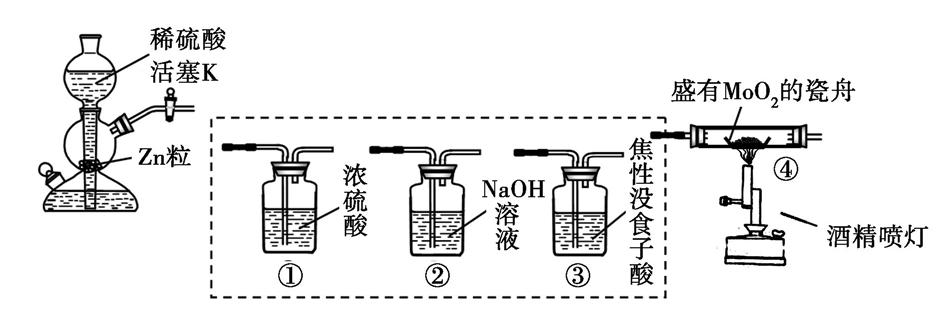 稀硫酸
活塞K
Zn粒
浓硫酸
①
NaOH
溶液
②
焦性没食子酸
③
盛有MoO₂的瓷舟
④
酒精喷灯